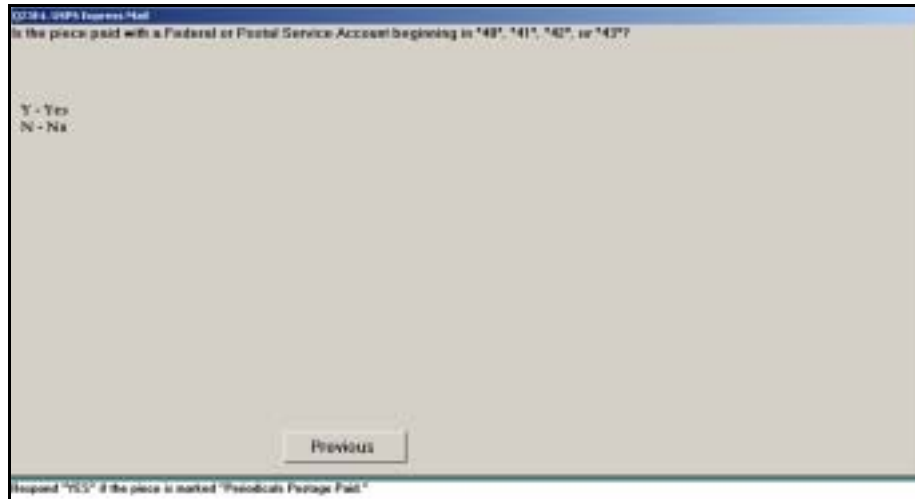 Q23B4. USPS Express Mail
Is the piece paid with a Federal or Postal Service Account beginning in "40", "41", "42", or "43"?
Y - Yes
N - No
Previous
Respond "YES" if the piece is marked "Periodicals Postage Paid."